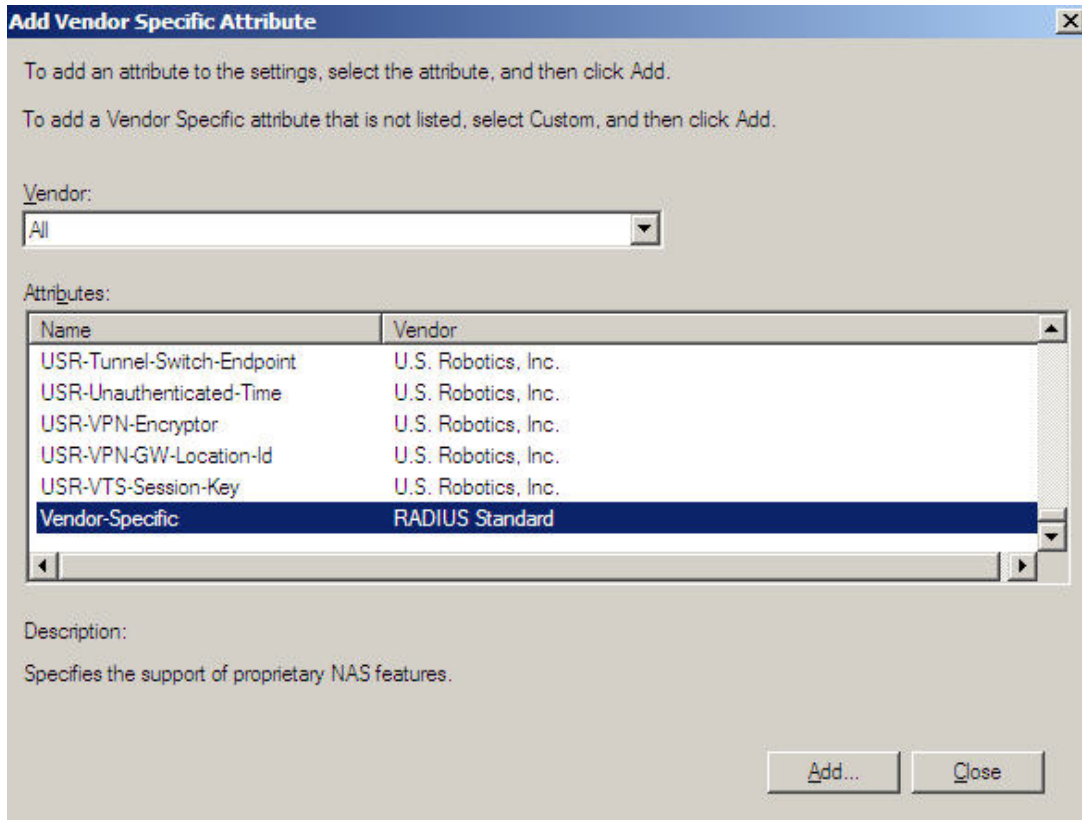 Add Vendor Specific Attribute
To add an attribute to the settings, select the attribute, and then click Add.
To add a Vendor Specific attribute that is not listed, select Custom, and then click Add.
Vendor:
All
Attributes:
Name Vendor
USR-Tunnel-Switch-Endpoint U.S. Robotics, Inc.
USR-Unauthenticated-Time U.S. Robotics, Inc.
USR-VPN-Encryptor U.S. Robotics, Inc.
USR-VPN-GW-Location-Id U.S. Robotics, Inc.
USR-VTS-Session-Key U.S. Robotics, Inc.
Vendor-Specific RADIUS Standard
Description:
Specifies the support of proprietary NAS features.
Add... Close